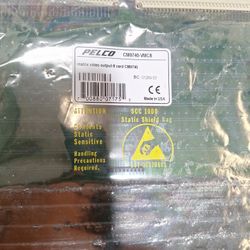 PELCO
CM9740-VMC8
matrix video output 8 card CM9740
Made in USA
ATTENTION
Contents
Static
Sensitive
Handling
Precautions
Required.
SCC 1000
Static Shield Bag